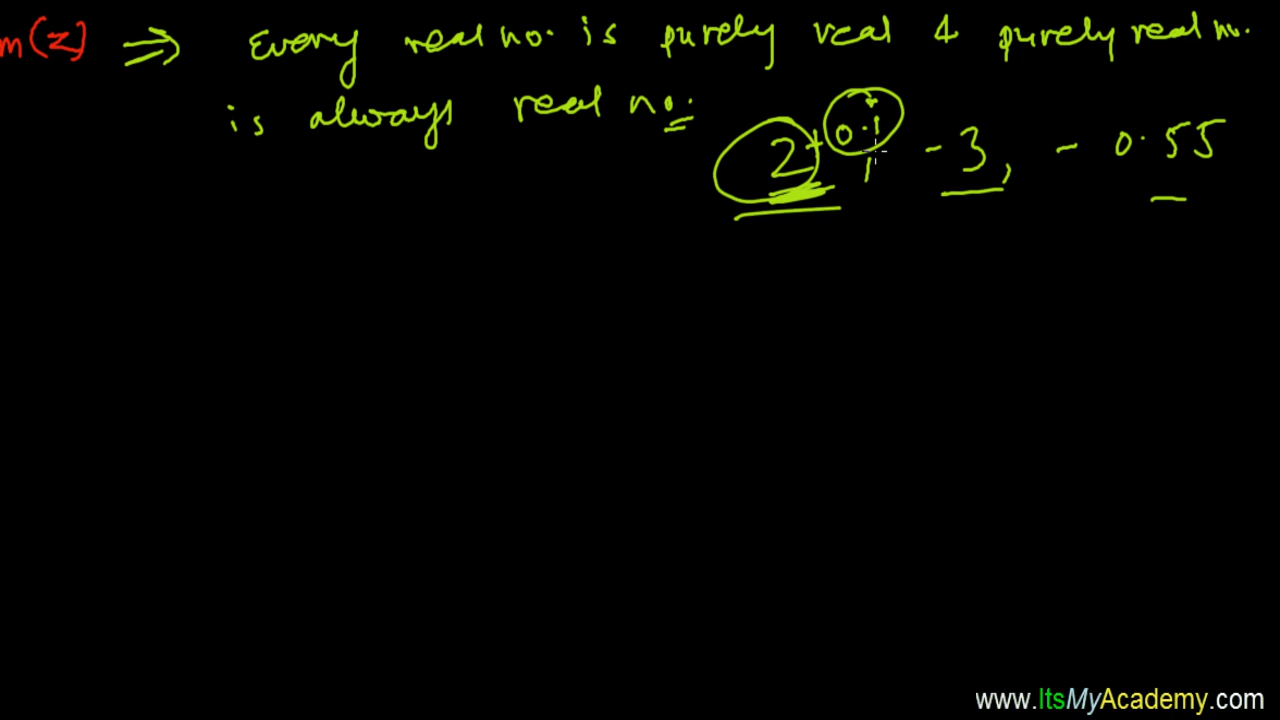 m(z) ⇒ Every real no. is purely real & purely real no.
is always real no.
2 + 0·i - 3, - 0.55
www.ItsMyAcademy.com